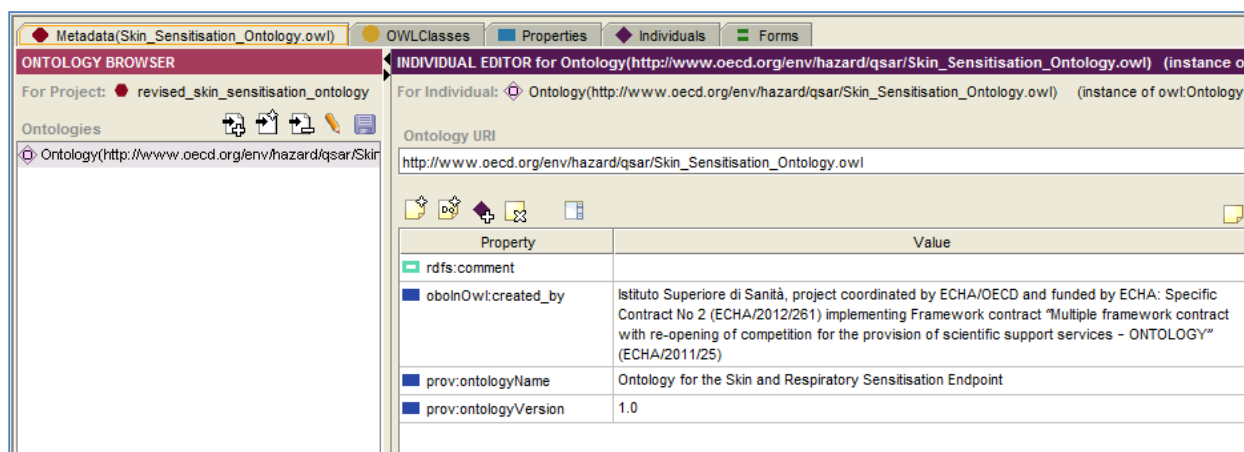 Metadata(Skin_Sensitisation_Ontology.owl) OWLClasses Properties Individuals Forms
ONTOLOGY BROWSER
For Project: revised_skin_sensitisation_ontology
Ontologies
Ontology(http://www.oecd.org/env/hazard/qsar/Skin
INDIVIDUAL EDITOR for Ontology(http://www.oecd.org/env/hazard/qsar/Skin_Sensitisation_Ontology.owl) (instance o
For Individual: Ontology(http://www.oecd.org/env/hazard/qsar/Skin_Sensitisation_Ontology.owl) (instance of owl:Ontology
Ontology URI
http://www.oecd.org/env/hazard/qsar/Skin_Sensitisation_Ontology.owl
Property Value
rdfs:comment
oboInOwl:created_by Istituto Superiore di Sanità, project coordinated by ECHA/OECD and funded by ECHA: Specific
Contract No 2 (ECHA/2012/261) implementing Framework contract "Multiple framework contract
with re-opening of competition for the provision of scientific support services - ONTOLOGY"
(ECHA/2011/25)
prov:ontologyName Ontology for the Skin and Respiratory Sensitisation Endpoint
prov:ontologyVersion 1.0